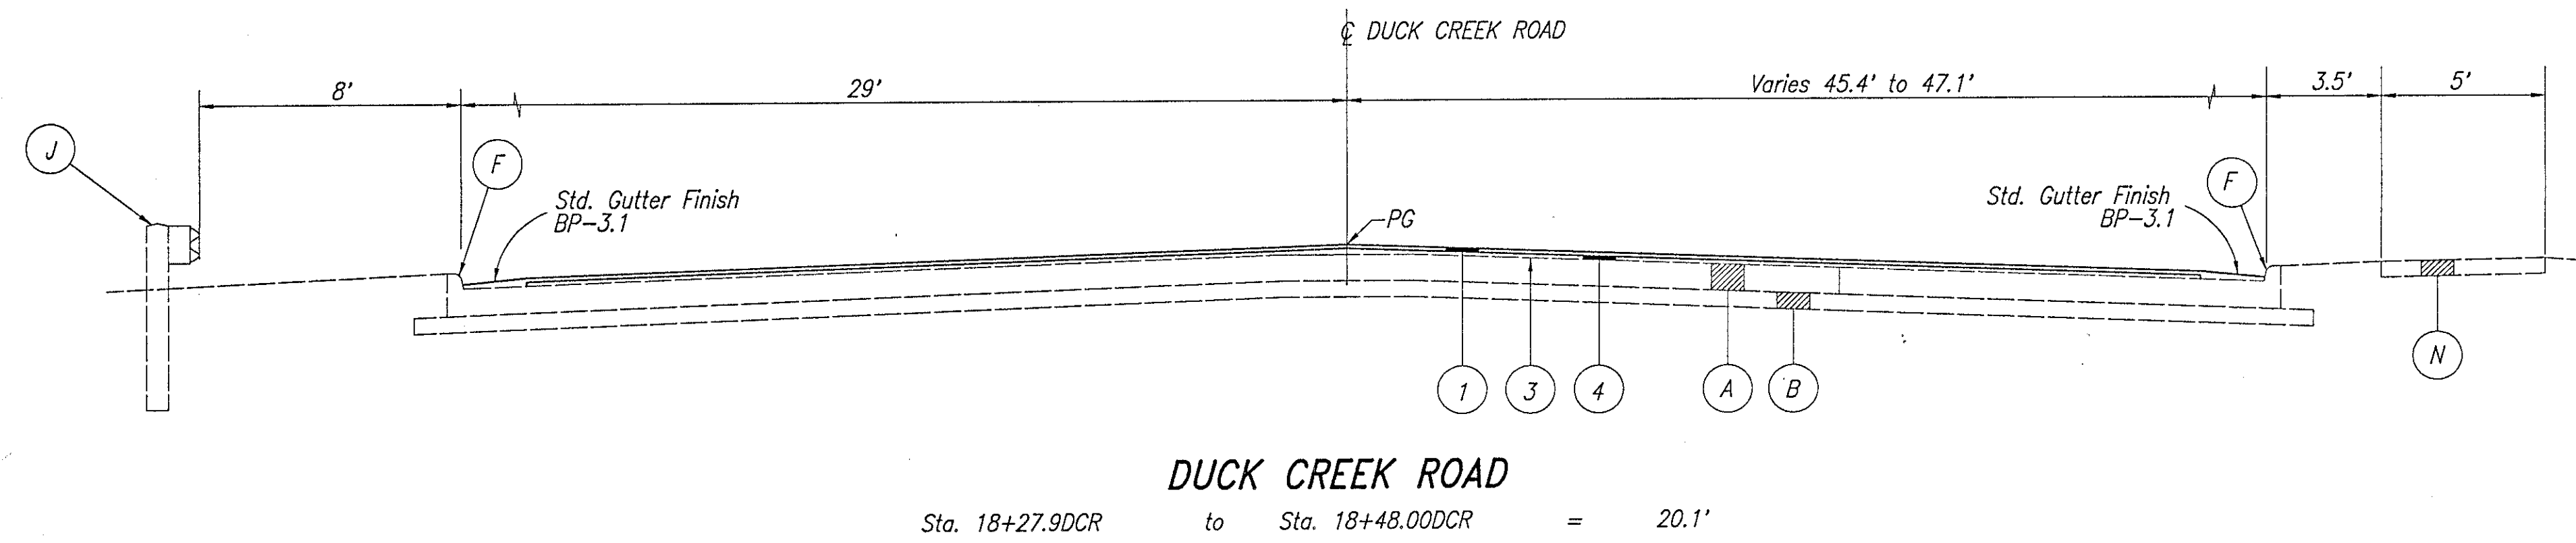 ℄ DUCK CREEK ROAD
8'
29'
Varies 45.4' to 47.1'
3.5'
5'
J
F
Std. Gutter Finish
BP-3.1
PG
Std. Gutter Finish
BP-3.1
F
1
3
4
A
B
N
DUCK CREEK ROAD
Sta. 18+27.9DCR to Sta. 18+48.00DCR = 20.1'